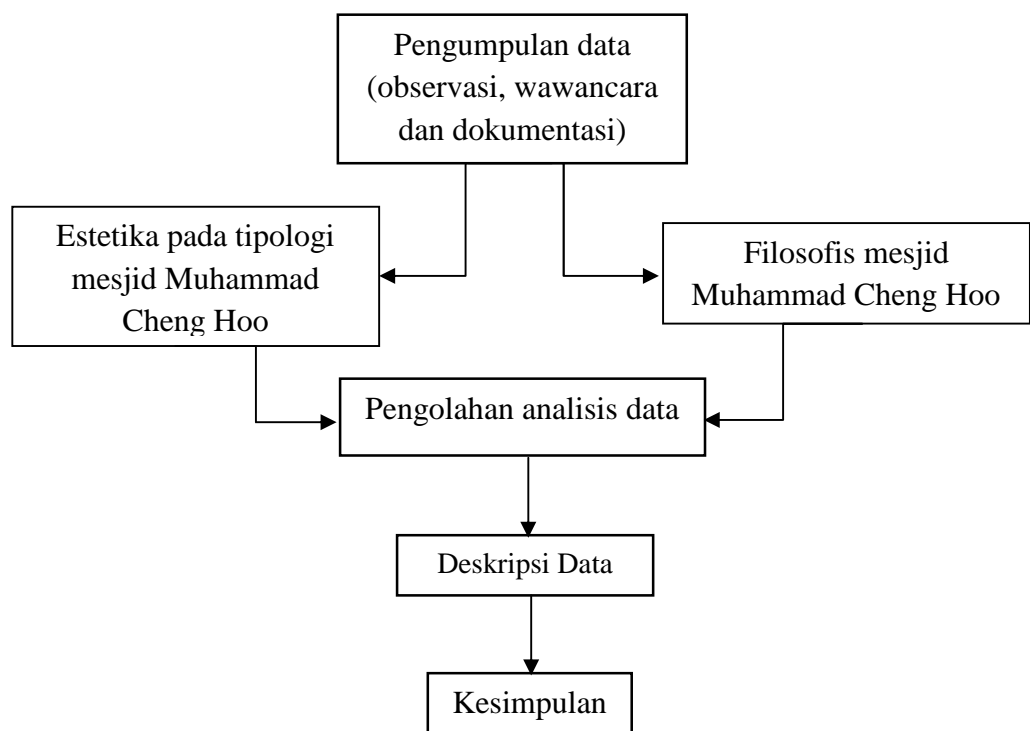 Pengumpulan data
(observasi, wawancara
dan dokumentasi)
Estetika pada tipologi
mesjid Muhammad
Cheng Hoo
Filosofis mesjid
Muhammad Cheng Hoo
Pengolahan analisis data
Deskripsi Data
Kesimpulan